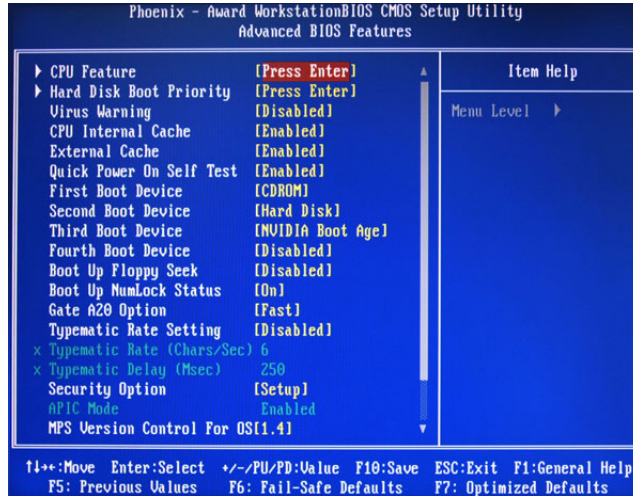 Phoenix - Award WorkstationBIOS CMOS Setup Utility
Advanced BIOS Features
CPU Feature [Press Enter]
Hard Disk Boot Priority [Press Enter]
Virus Warning [Disabled]
CPU Internal Cache [Enabled]
External Cache [Enabled]
Quick Power On Self Test [Enabled]
First Boot Device [CDROM]
Second Boot Device [Hard Disk]
Third Boot Device [NVIDIA Boot Age]
Fourth Boot Device [Disabled]
Boot Up Floppy Seek [Disabled]
Boot Up NumLock Status [On]
Gate A20 Option [Fast]
Typematic Rate Setting [Disabled]
x Typematic Rate (Chars/Sec) 6
x Typematic Delay (Msec) 250
Security Option [Setup]
APIC Mode Enabled
MPS Version Control For OS[1.4]
Item Help
Menu Level
↑↓→←:Move Enter:Select +/-/PU/PD:Value F10:Save ESC:Exit F1:General Help
F5: Previous Values F6: Fail-Safe Defaults F7: Optimized Defaults